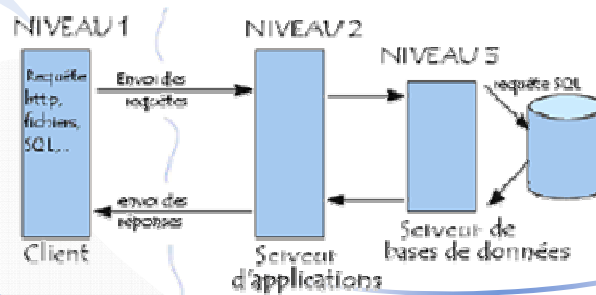 NIVEAU 1
NIVEAU 2
NIVEAU 3
Requête
http,
fichiers,
SQL,..
Envoi des
requêtes
requête SQL
envoi des
réponses
Client
Serveur
d'applications
Serveur de
bases de données